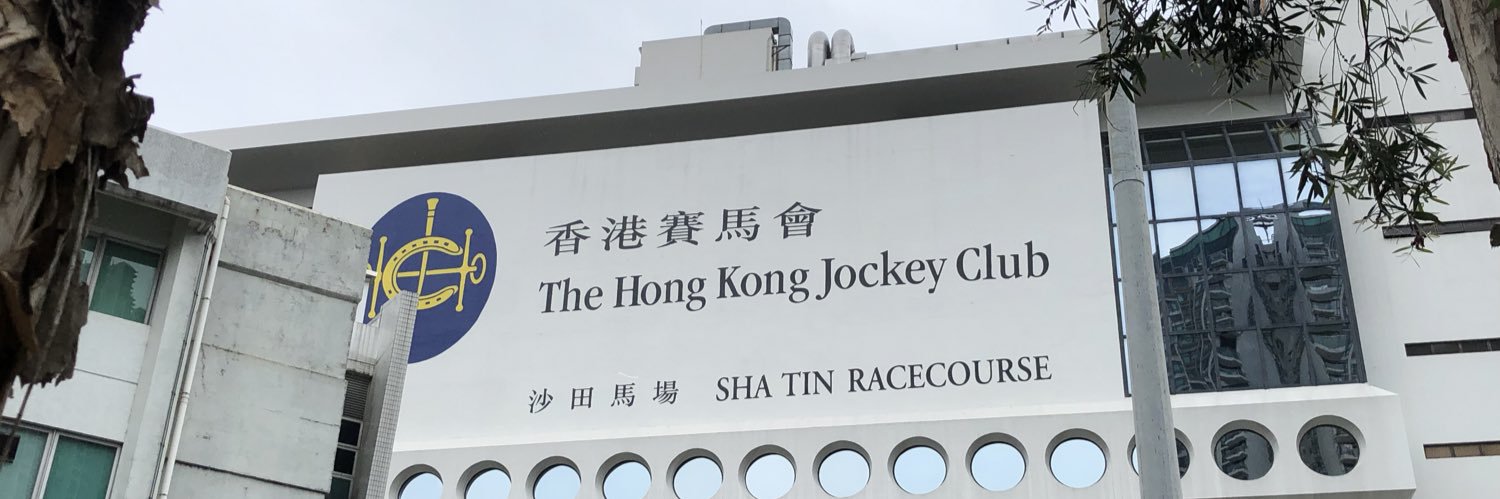 香港賽馬會
The Hong Kong Jockey Club
沙田馬場 SHA TIN RACECOURSE